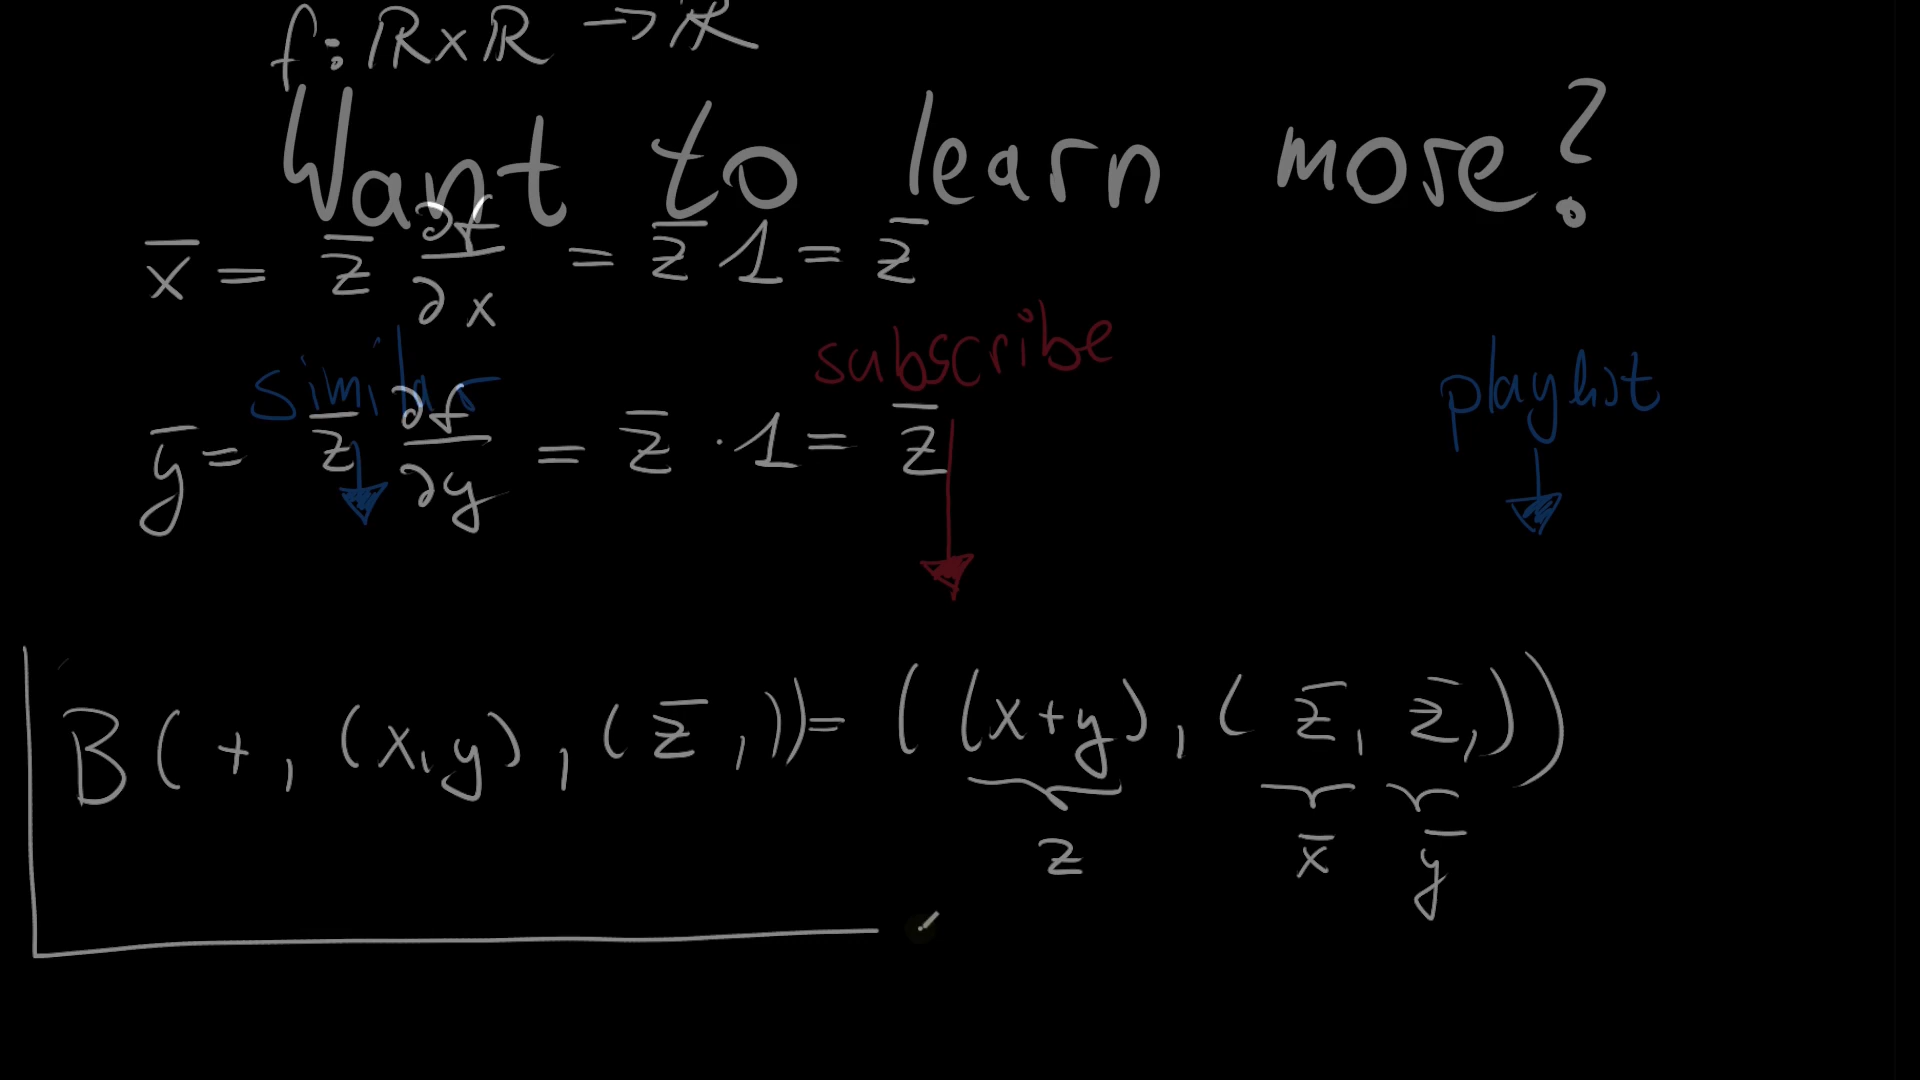 f: ℝ x ℝ → ℝ
Want to learn more?
x̄ = z̄ ∂f/∂x = z̄ 1 = z̄
similar
subscribe
playlist
ȳ = z̄ ∂f/∂y = z̄ · 1 = z̄
B(+, (x, y), (z̄,)) = ((x+y), (z̄, z̄,))
z x̄ ȳ